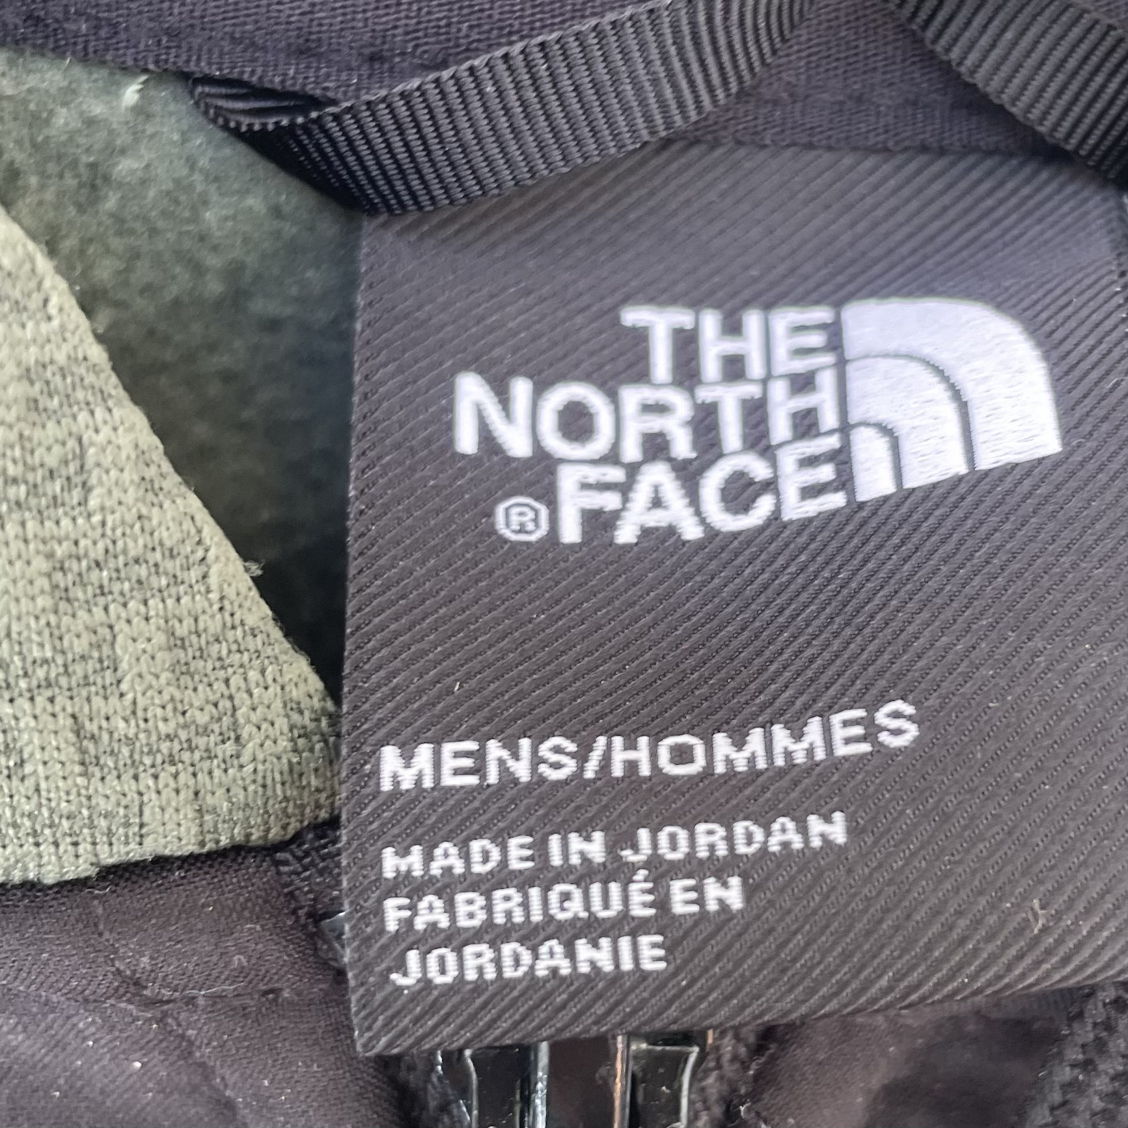 THE
NORTH
® FACE
MENS/HOMMES
MADE IN JORDAN
FABRIQUÉ EN
JORDANIE